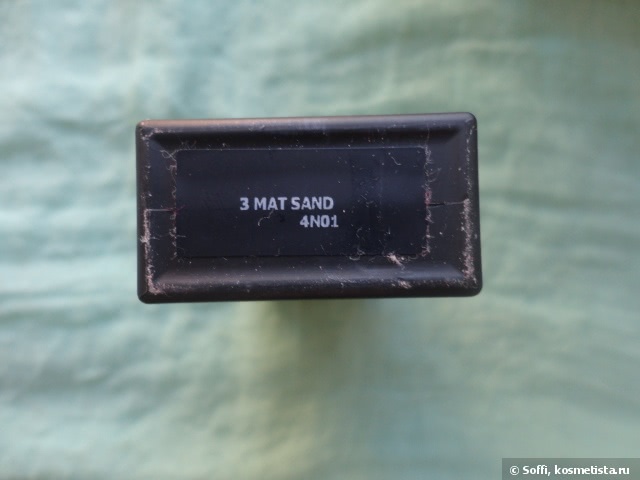 3 MAT SAND
4N01
© Soffi, kosmetista.ru